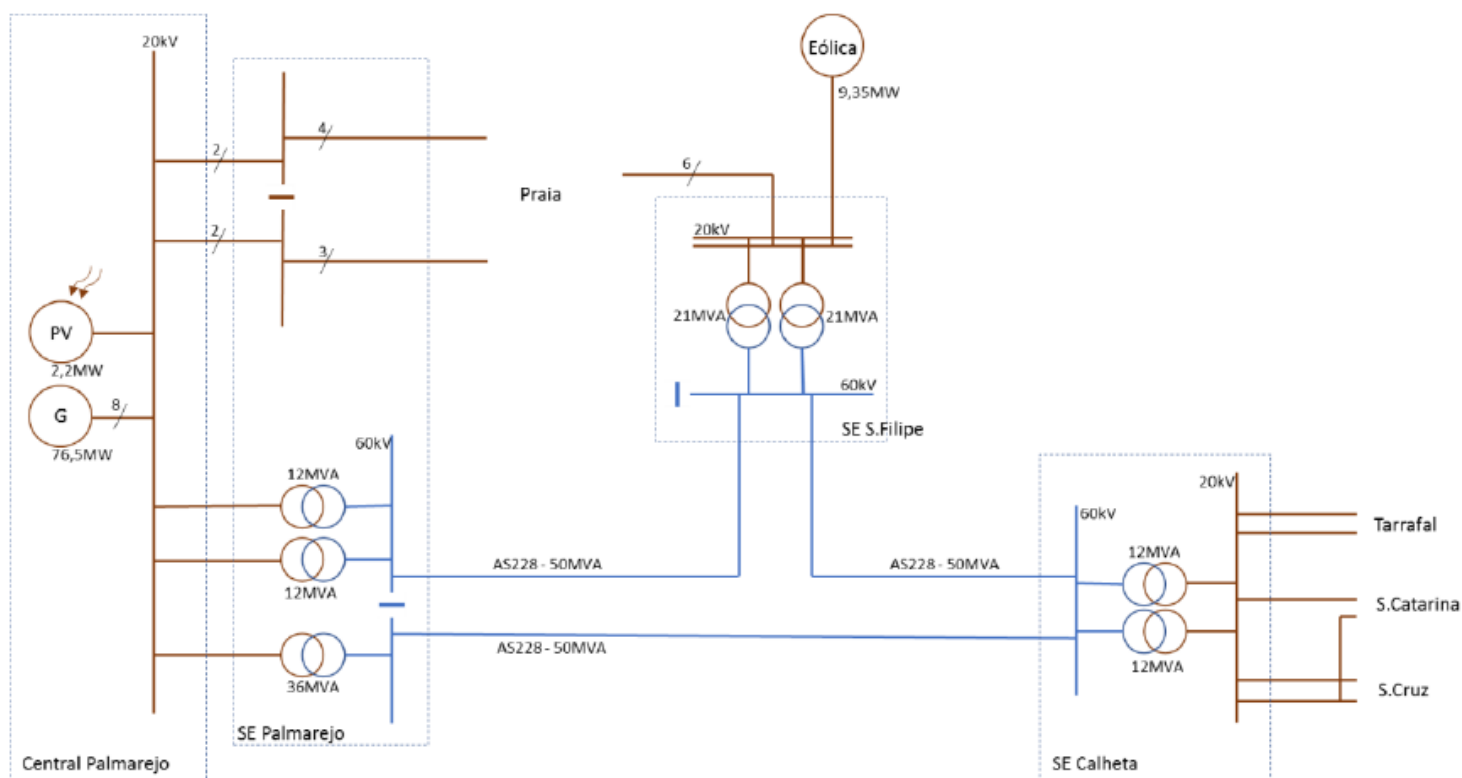 20kV
Eólica
9,35MW
4
2
6
Praia
2
3
20kV
21MVA
21MVA
PV
2,2MW
60kV
SE S.Filipe
G
8
76,5MW
60kV
12MVA
12MVA
36MVA
AS228 - 50MVA
AS228 - 50MVA
AS228 - 50MVA
20kV
60kV
12MVA
12MVA
Tarrafal
S.Catarina
S.Cruz
SE Palmarejo
Central Palmarejo
SE Calheta